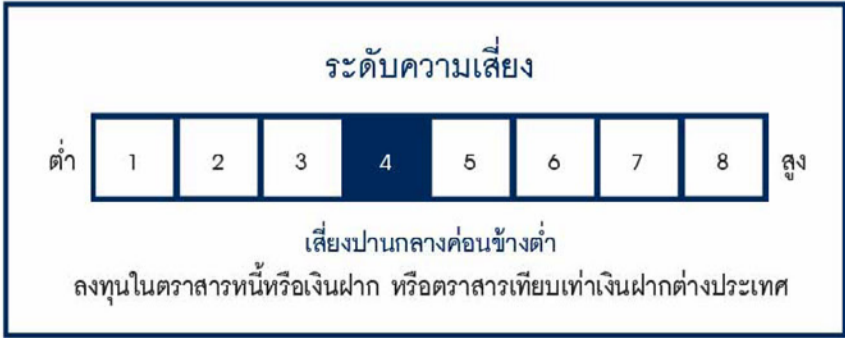 ระดับความเสี่ยง
ต่ำ 1 2 3 4 5 6 7 8 สูง
เสี่ยงปานกลางค่อนข้างต่ำ
ลงทุนในตราสารหนี้หรือเงินฝาก หรือตราสารเทียบเท่าเงินฝากต่างประเทศ